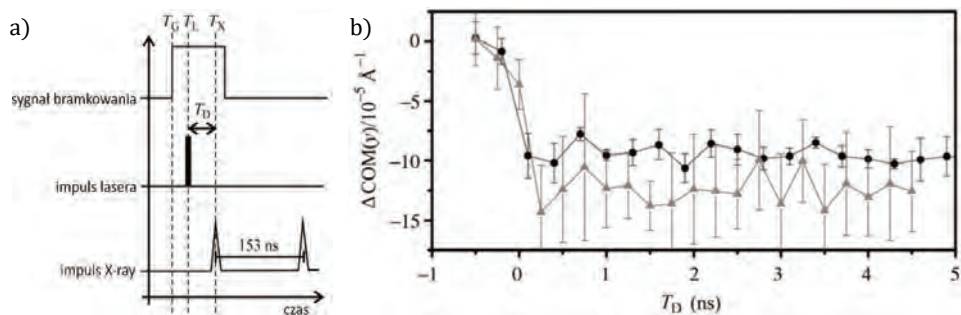 a)
T_G T_L T_X
sygnał bramkowania
T_D
impuls lasera
153 ns
impuls X-ray
czas
b)
ΔCOM(y)/10⁻⁵ Å⁻¹
0
−5
−10
−15
−1 0 1 2 3 4 5
T_D (ns)